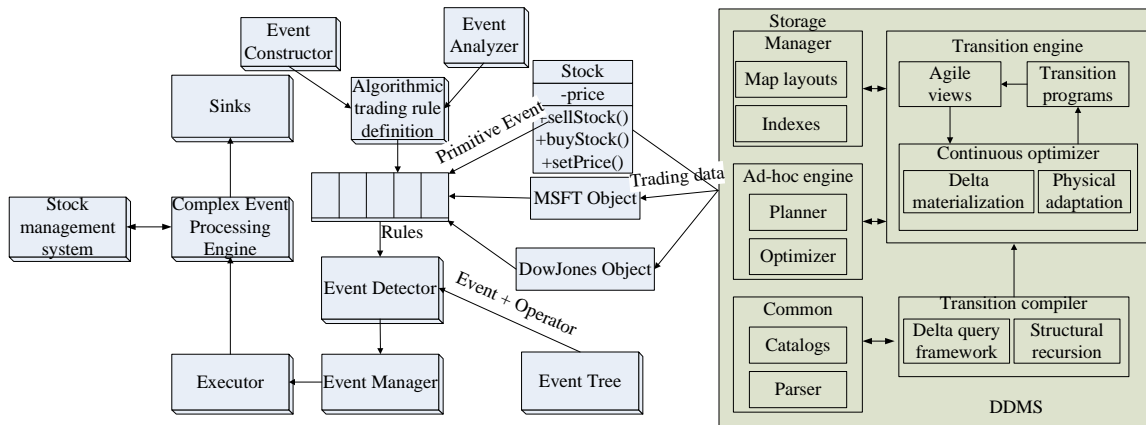 Event
Constructor
Event
Analyzer
Sinks
Algorithmic
trading rule
definition
Stock
-price
+sellStock()
+buyStock()
+setPrice()
Primitive Event
Trading data
MSFT Object
DowJones Object
Rules
Stock
management
system
Complex Event
Processing
Engine
Event Detector
Event + Operator
Executor
Event Manager
Event Tree
Storage
Manager
Map layouts
Indexes
Ad-hoc engine
Planner
Optimizer
Common
Catalogs
Parser
Transition engine
Agile
views
Transition
programs
Continuous optimizer
Delta
materialization
Physical
adaptation
Transition compiler
Delta query
framework
Structural
recursion
DDMS